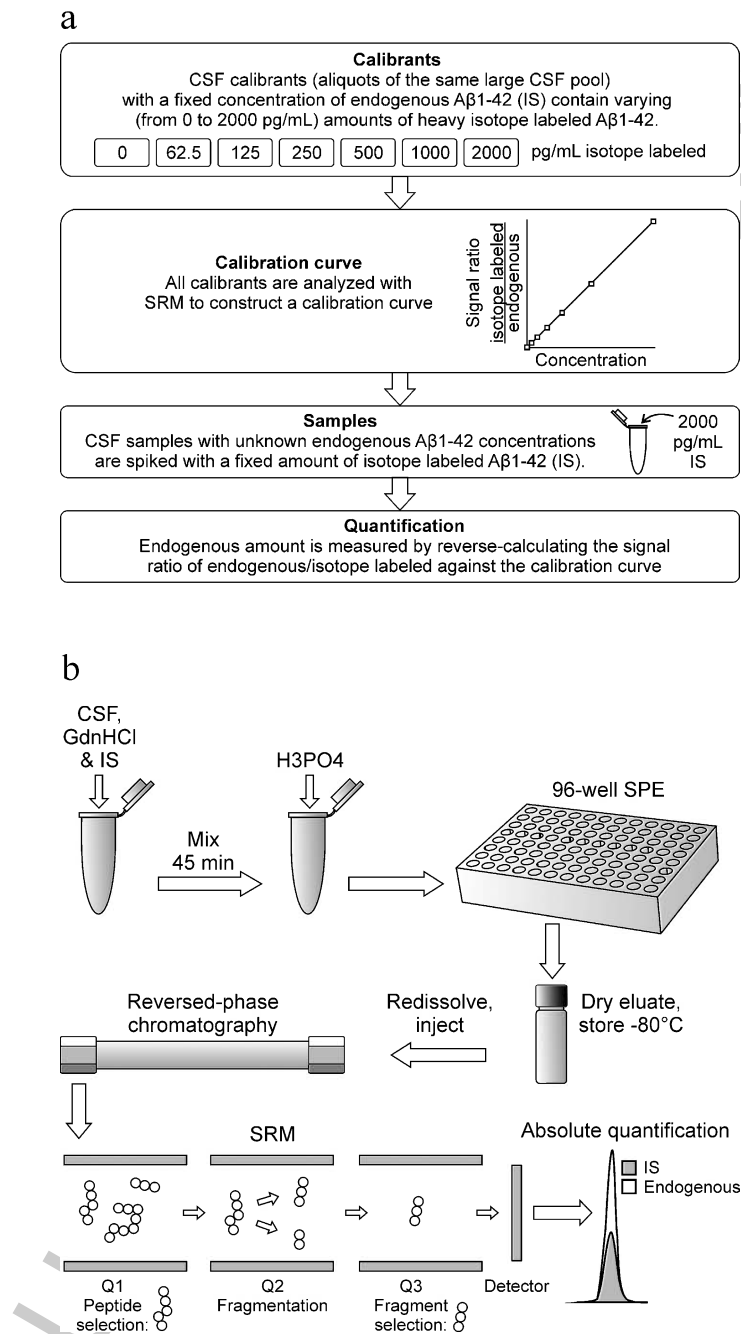 a
Calibrants
CSF calibrants (aliquots of the same large CSF pool)
with a fixed concentration of endogenous Aβ1-42 (IS) contain varying
(from 0 to 2000 pg/mL) amounts of heavy isotope labeled Aβ1-42.
0 62.5 125 250 500 1000 2000 pg/mL isotope labeled
Calibration curve
All calibrants are analyzed with
SRM to construct a calibration curve
Signal ratio
isotope labeled
endogenous
Concentration
Samples
CSF samples with unknown endogenous Aβ1-42 concentrations
are spiked with a fixed amount of isotope labeled Aβ1-42 (IS).
2000
pg/mL
IS
Quantification
Endogenous amount is measured by reverse-calculating the signal
ratio of endogenous/isotope labeled against the calibration curve
b
CSF,
GdnHCl
& IS
Mix
45 min
H3PO4
96-well SPE
Dry eluate,
store -80°C
Redissolve,
inject
Reversed-phase
chromatography
SRM
Q1
Peptide
selection:
Q2
Fragmentation
Q3
Fragment
selection:
Detector
Absolute quantification
IS
Endogenous